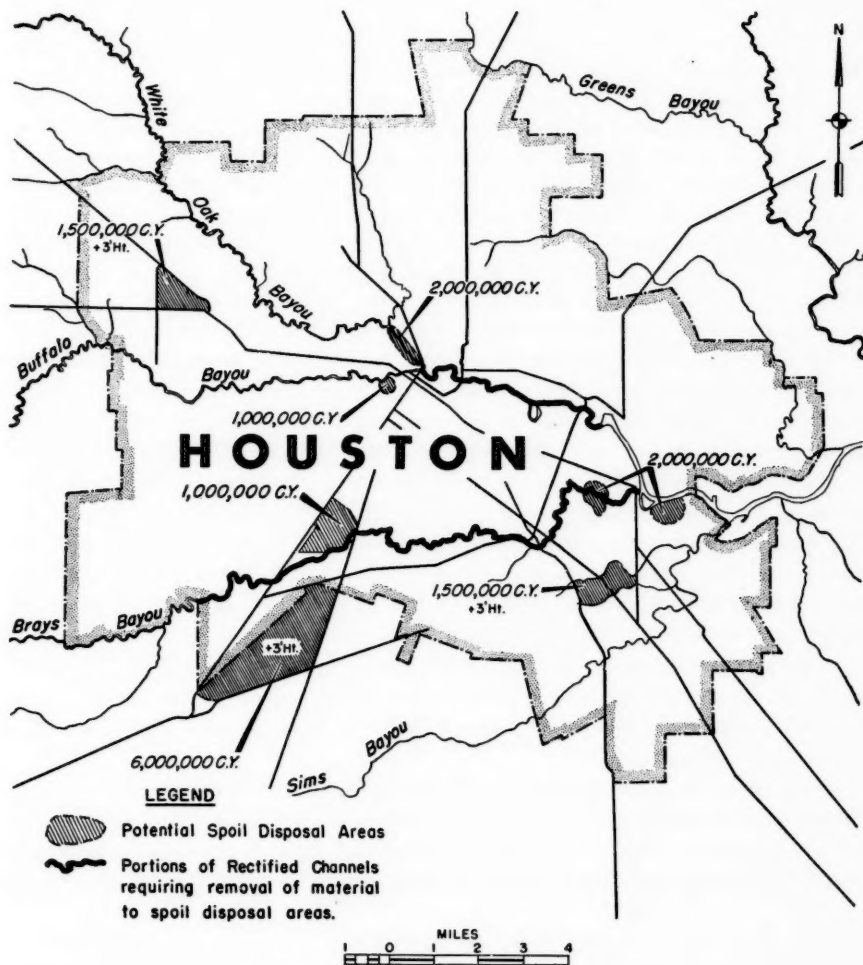 N
Greens Bayou
White Oak Bayou
1,500,000 C.Y.
+3' Ht.
2,000,000 C.Y.
Buffalo Bayou
1,000,000 C.Y
HOUSTON
2,000,000 C.Y.
1,000,000 C.Y.
1,500,000 C.Y.
+3' Ht.
Brays Bayou
+3' Ht.
6,000,000 C.Y.
Sims Bayou
LEGEND
Potential Spoil Disposal Areas
Portions of Rectified Channels
requiring removal of material
to spoil disposal areas.
MILES
1 0 1 2 3 4